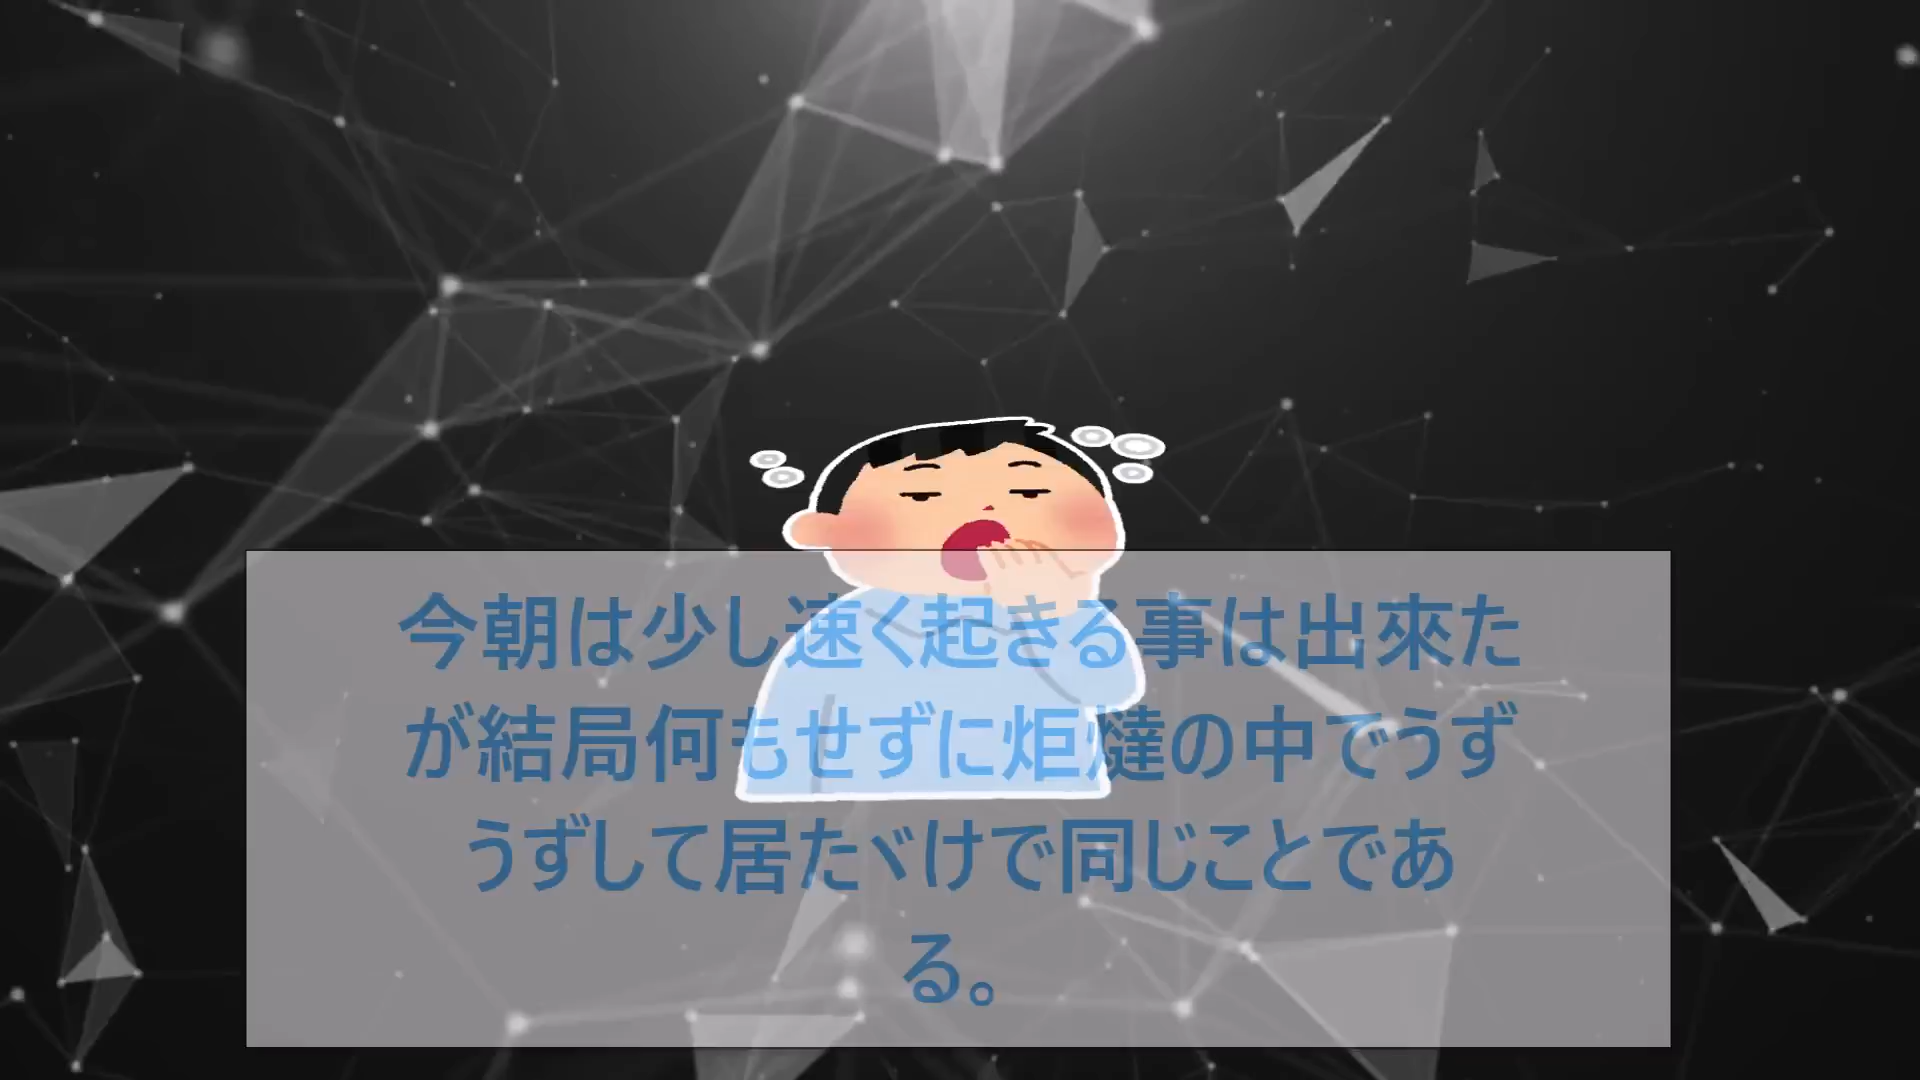 今朝は少し速く起きる事は出來た
が結局何もせずに炬燵の中でうず
うずして居たヾけで同じことであ
る。